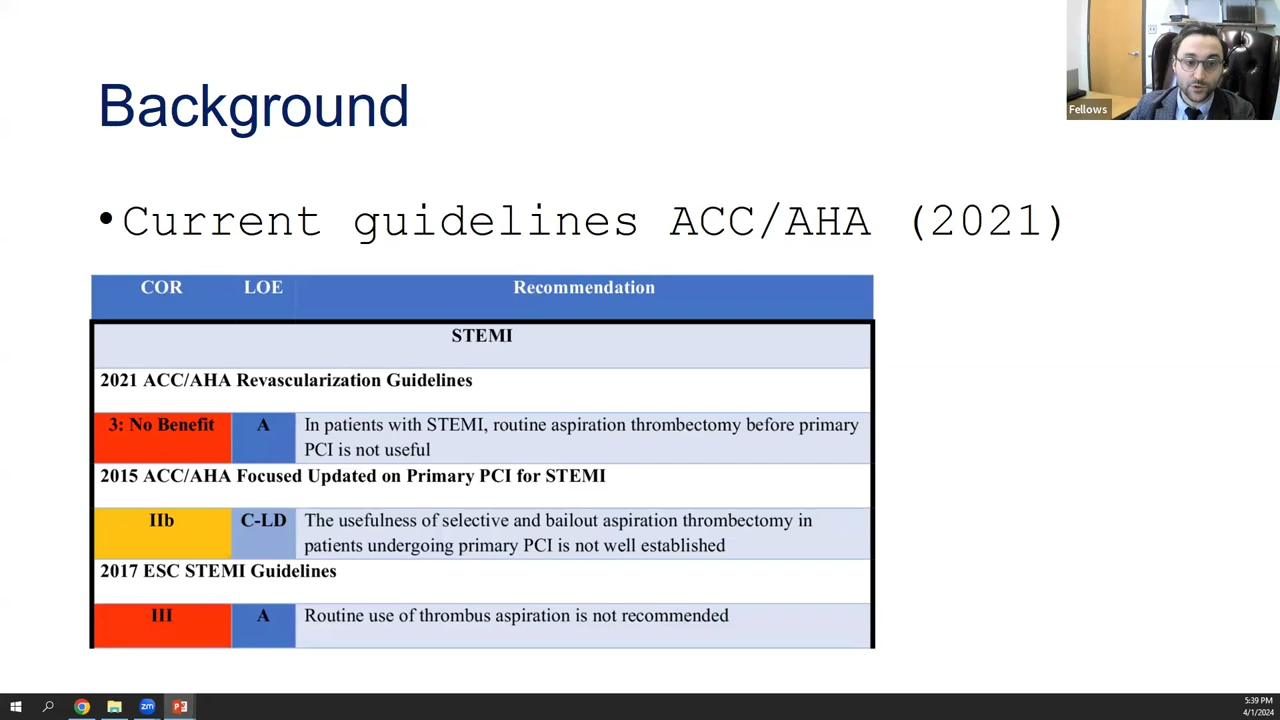 Background
•Current guidelines ACC/AHA (2021)
COR LOE Recommendation
STEMI
2021 ACC/AHA Revascularization Guidelines
3: No Benefit A In patients with STEMI, routine aspiration thrombectomy before primary
PCI is not useful
2015 ACC/AHA Focused Updated on Primary PCI for STEMI
IIb C-LD The usefulness of selective and bailout aspiration thrombectomy in
patients undergoing primary PCI is not well established
2017 ESC STEMI Guidelines
III A Routine use of thrombus aspiration is not recommended
Fellows
zm
5:39 PM
4/1/2024